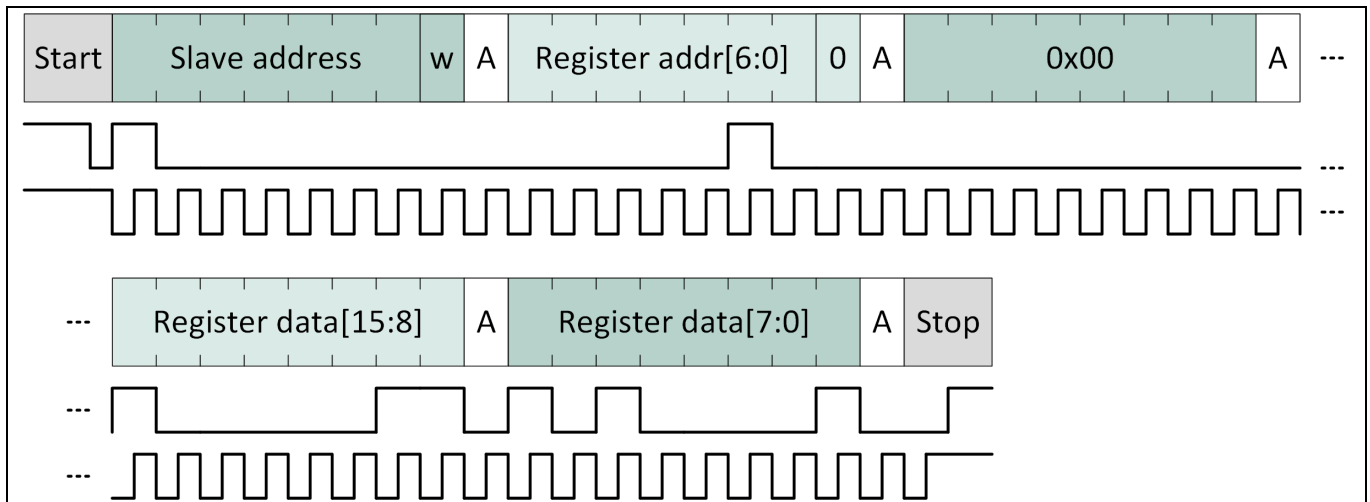 Start Slave address w A Register addr[6:0] 0 A 0x00 A ---
---
---
--- Register data[15:8] A Register data[7:0] A Stop
---
---